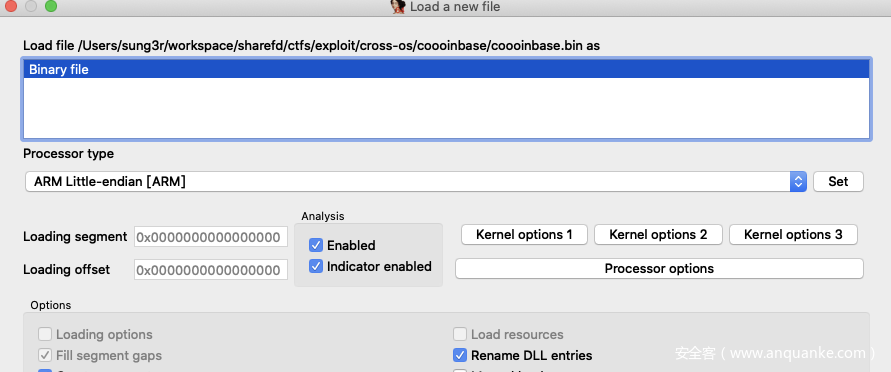 Load a new file
Load file /Users/sung3r/workspace/sharefd/ctfs/exploit/cross-os/coooinbase/coooinbase.bin as
Binary file
Processor type
ARM Little-endian [ARM]
Set
Analysis
Loading segment 0x0000000000000000
Enabled
Kernel options 1 Kernel options 2 Kernel options 3
Loading offset 0x0000000000000000
Indicator enabled
Processor options
Options
Loading options
Load resources
Fill segment gaps
Rename DLL entries
安全客（www.anquanke.com）